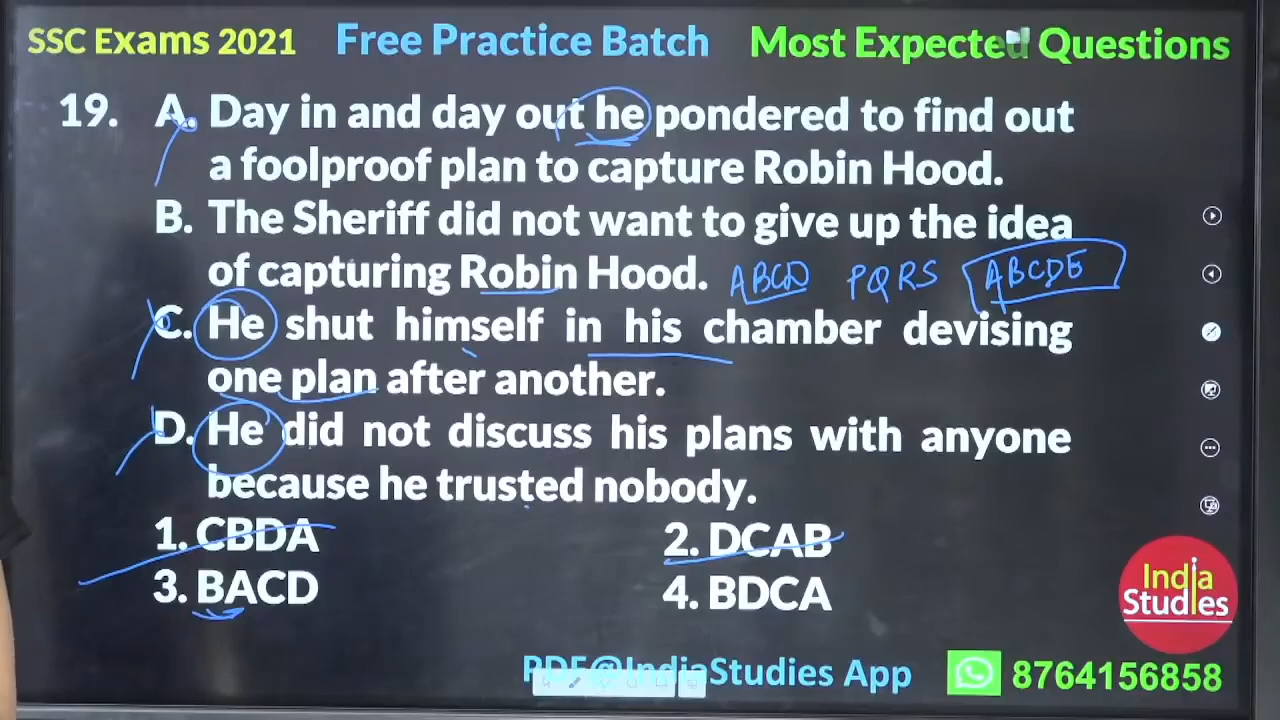 SSC Exams 2021 Free Practice Batch Most Expected Questions
19. A. Day in and day out he pondered to find out
a foolproof plan to capture Robin Hood.
B. The Sheriff did not want to give up the idea
of capturing Robin Hood. ABCD PQRS ABCDE
C. He shut himself in his chamber devising
one plan after another.
D. He did not discuss his plans with anyone
because he trusted nobody.
1. CBDA 2. DCAB
3. BACD 4. BDCA
India
Studies
PDF@IndiaStudies App 8764156858